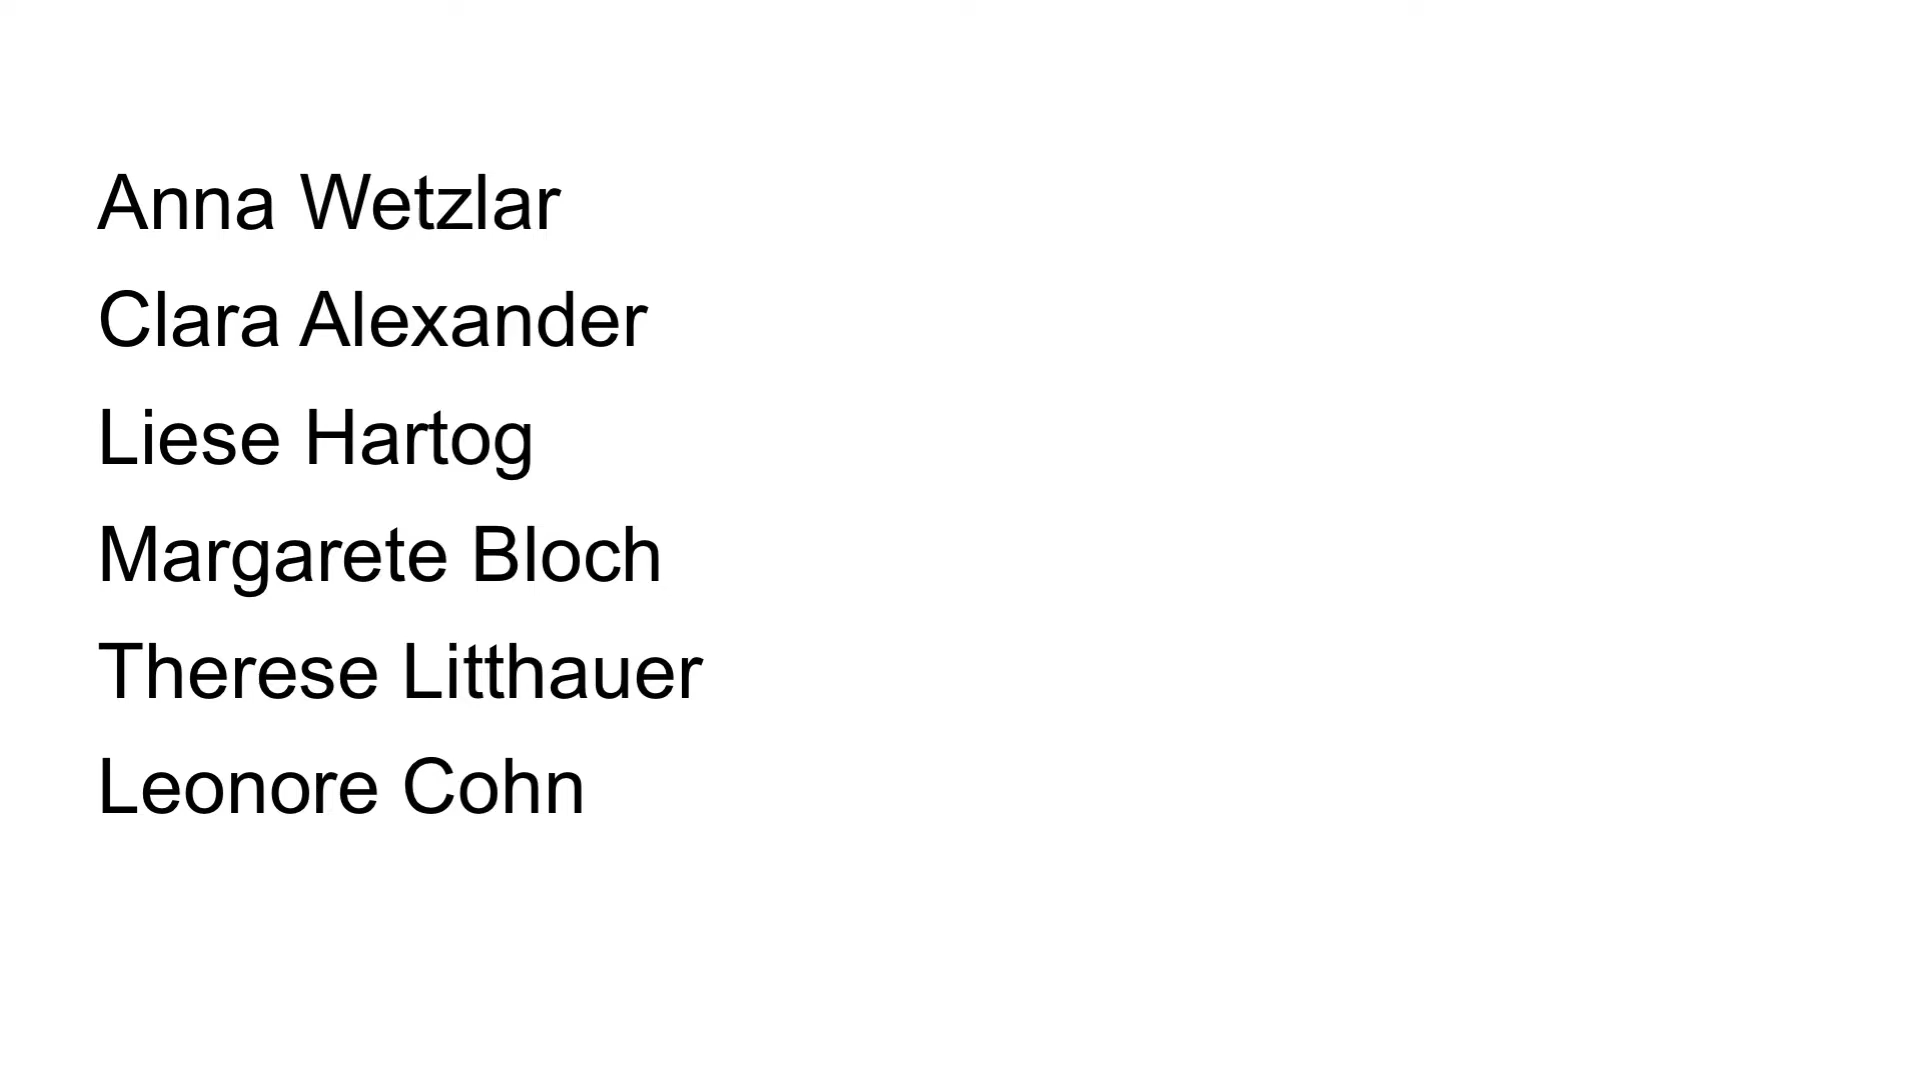 Anna Wetzlar
Clara Alexander
Liese Hartog
Margarete Bloch
Therese Litthauer
Leonore Cohn